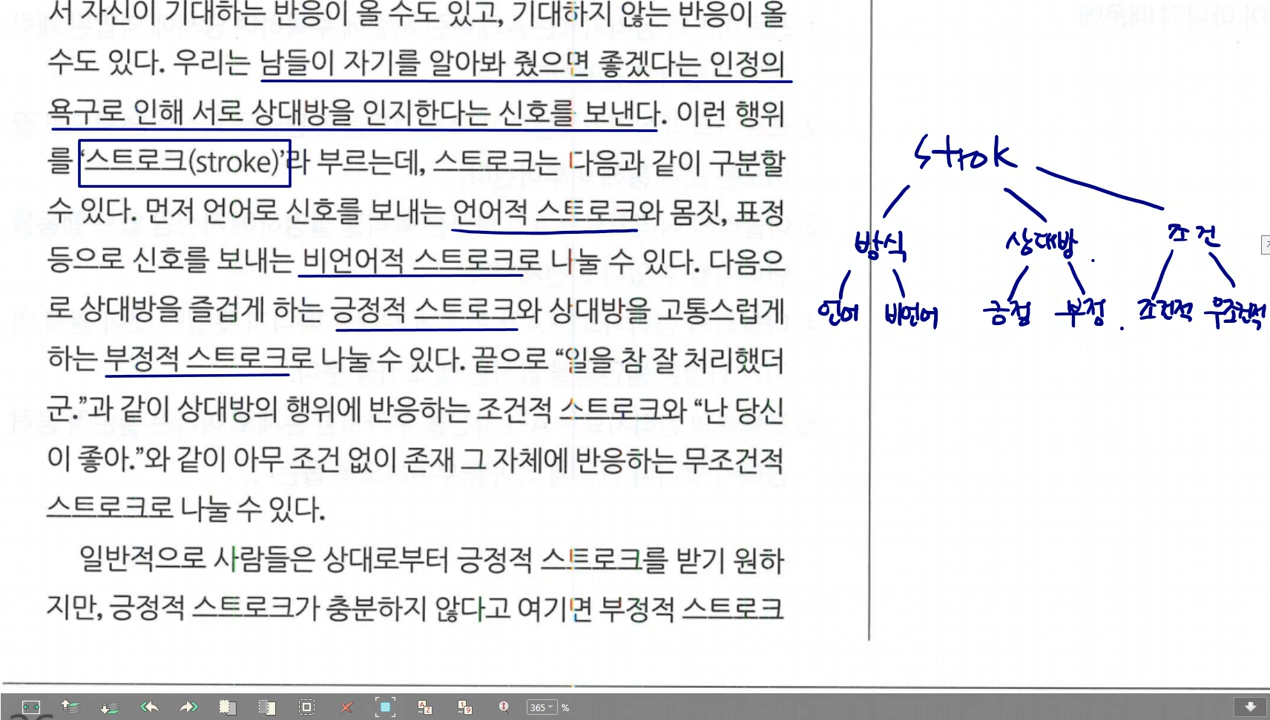 서 자신이 기대하는 반응이 올 수도 있고, 기대하지 않는 반응이 올
수도 있다. 우리는 남들이 자기를 알아봐 줬으면 좋겠다는 인정의
욕구로 인해 서로 상대방을 인지한다는 신호를 보낸다. 이런 행위
를 ‘스트로크(stroke)’라 부르는데, 스트로크는 다음과 같이 구분할
수 있다. 먼저 언어로 신호를 보내는 언어적 스트로크와 몸짓, 표정
등으로 신호를 보내는 비언어적 스트로크로 나눌 수 있다. 다음으
로 상대방을 즐겁게 하는 긍정적 스트로크와 상대방을 고통스럽게
하는 부정적 스트로크로 나눌 수 있다. 끝으로 “일을 참 잘 처리했더
군.”과 같이 상대방의 행위에 반응하는 조건적 스트로크와 “난 당신
이 좋아.”와 같이 아무 조건 없이 존재 그 자체에 반응하는 무조건적
스트로크로 나눌 수 있다.
일반적으로 사람들은 상대로부터 긍정적 스트로크를 받기 원하
지만, 긍정적 스트로크가 충분하지 않다고 여기면 부정적 스트로크
strok
방식 상대방 조건
언어 비언어 긍정 부정 조건적 무조건적
365 %